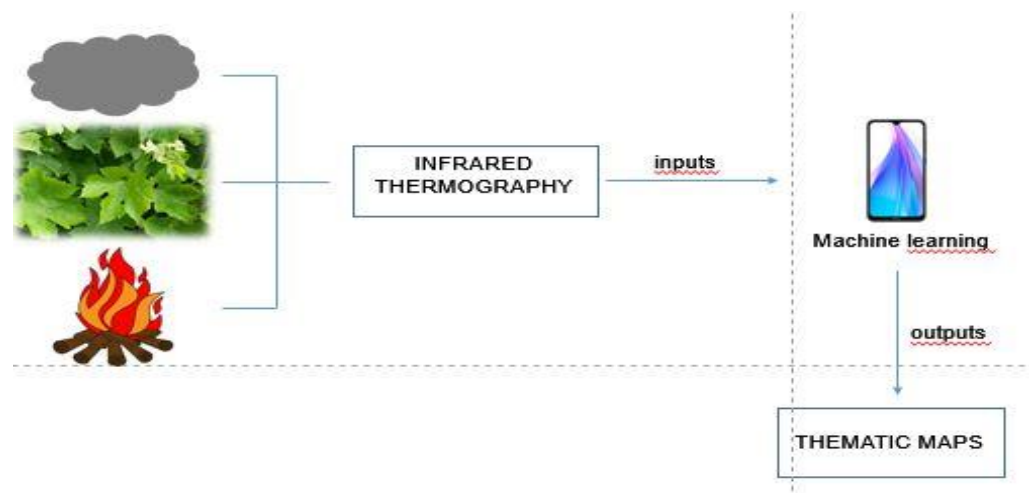 INFRARED
THERMOGRAPHY
inputs
Machine learning
outputs
THEMATIC MAPS